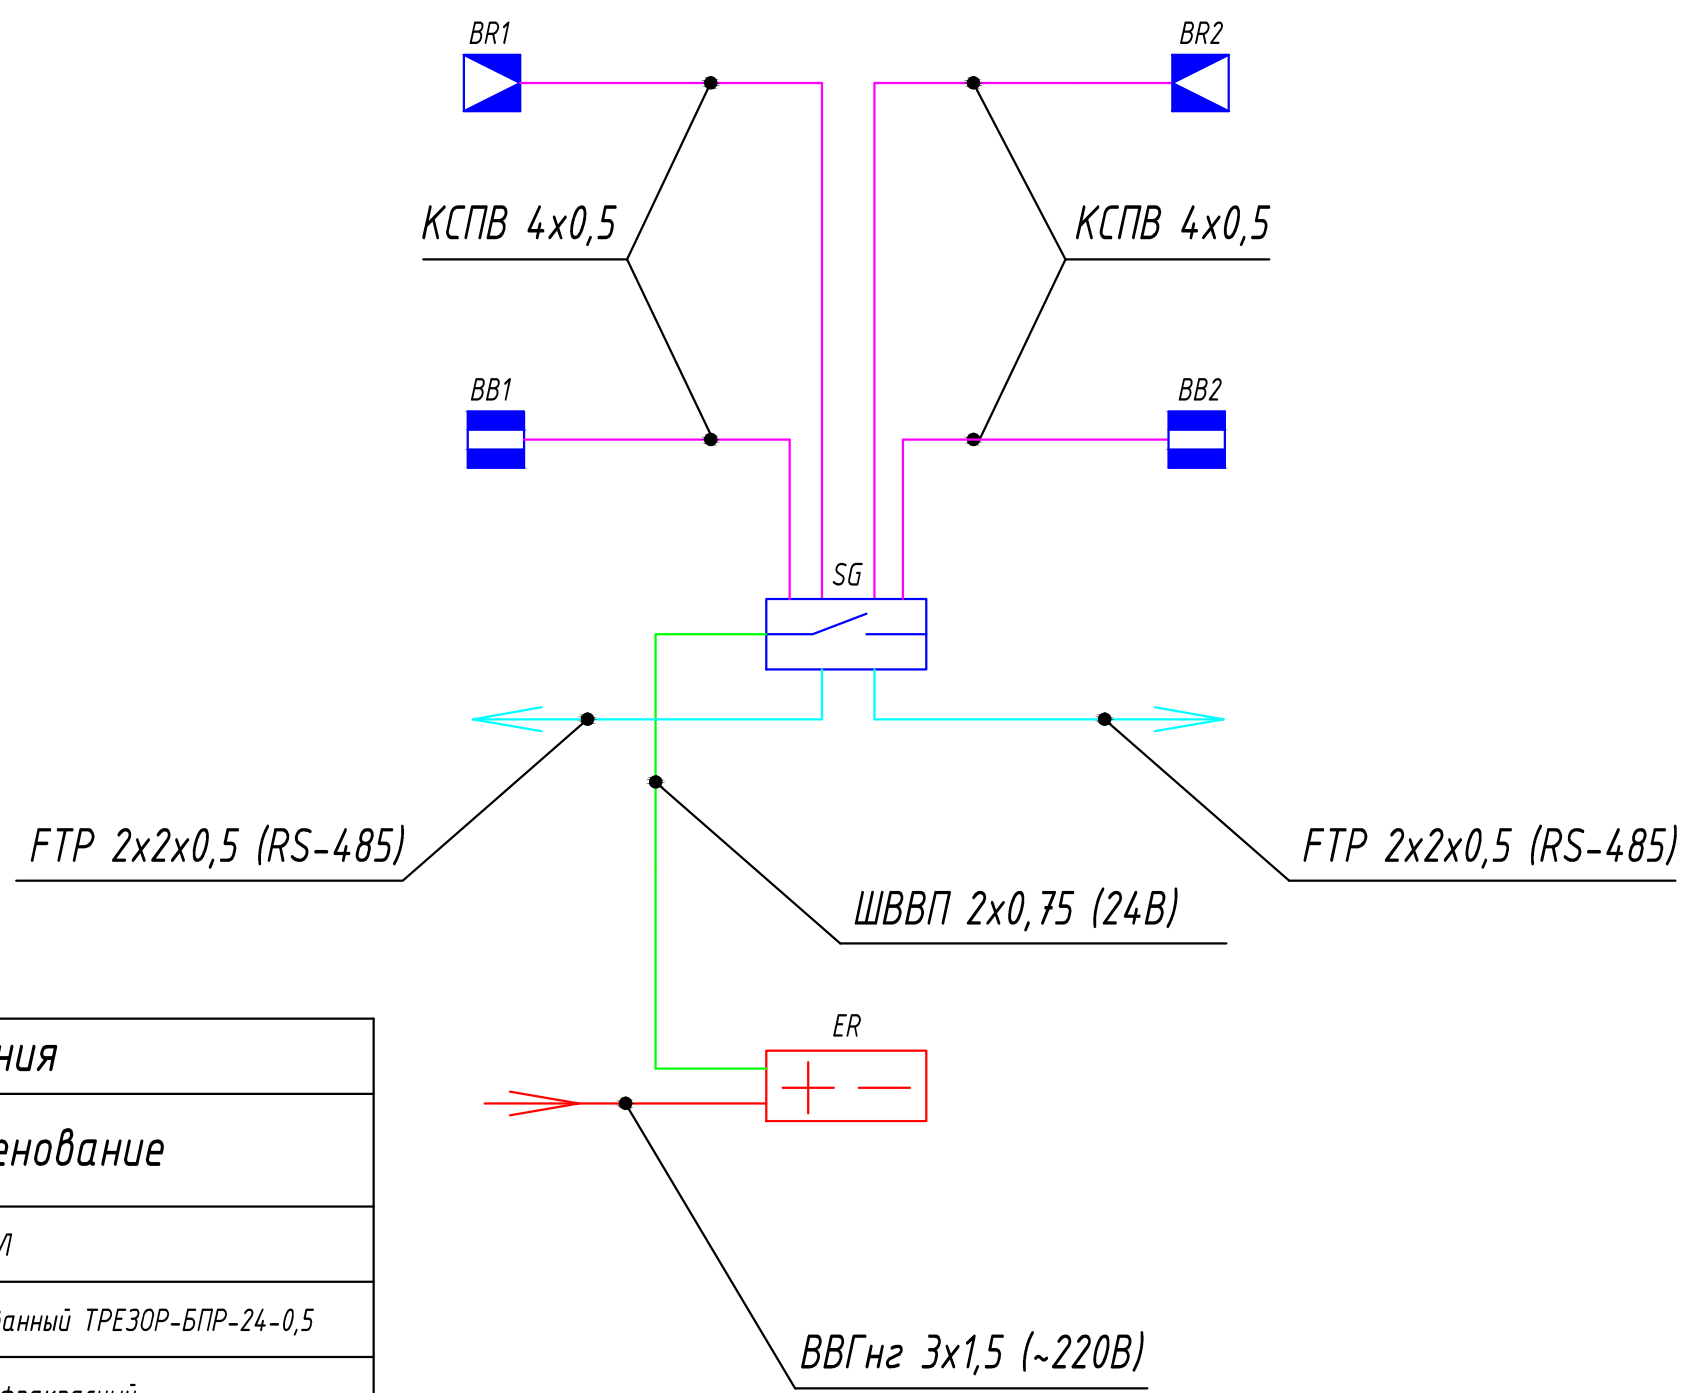 BR1
BR2
КСПВ 4х0,5
КСПВ 4х0,5
BB1
BB2
SG
FTP 2x2x0,5 (RS-485)
FTP 2x2x0,5 (RS-485)
ШВВП 2х0,75 (24В)
ER
ния
енование
анный ТРЕЗОР-БПР-24-0,5
ВВГнг 3х1,5 (~220В)